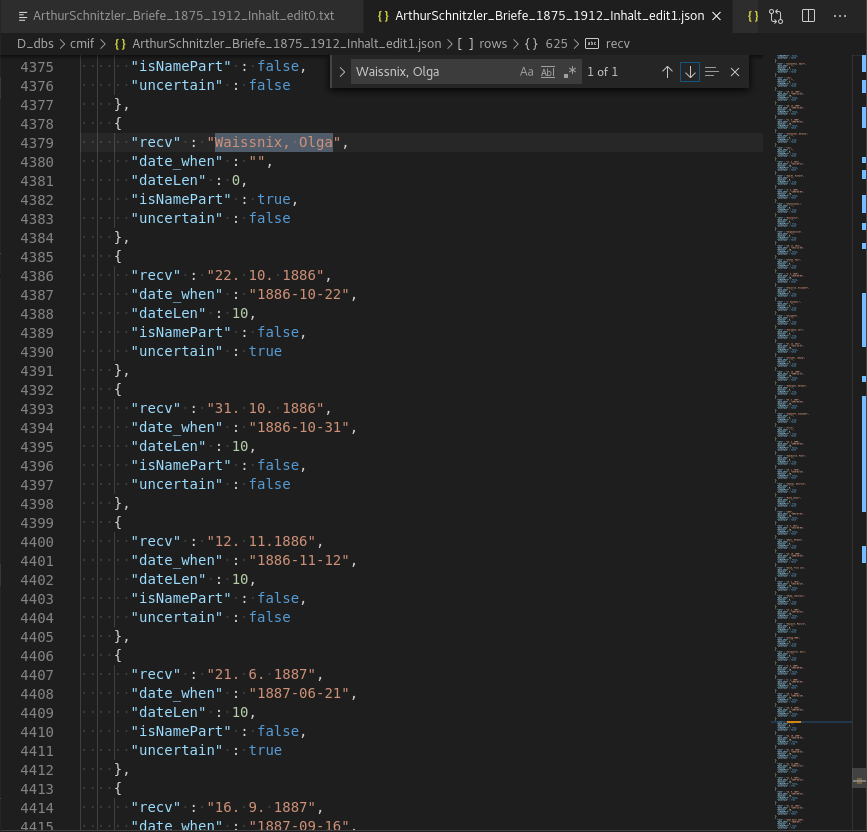 ArthurSchnitzler_Briefe_1875_1912_Inhalt_edit0.txt
{} ArthurSchnitzler_Briefe_1875_1912_Inhalt_edit1.json
{}
D_dbs > cmif > {} ArthurSchnitzler_Briefe_1875_1912_Inhalt_edit1.json > [ ] rows > {} 625 > abc recv
Waissnix, Olga Aa Abl .* 1 of 1
4375 "isNamePart" : false,
4376 "uncertain" : false
4377 },
4378 {
4379 "recv" : "Waissnix, Olga",
4380 "date_when" : "",
4381 "dateLen" : 0,
4382 "isNamePart" : true,
4383 "uncertain" : false
4384 },
4385 {
4386 "recv" : "22. 10. 1886",
4387 "date_when" : "1886-10-22",
4388 "dateLen" : 10,
4389 "isNamePart" : false,
4390 "uncertain" : true
4391 },
4392 {
4393 "recv" : "31. 10. 1886",
4394 "date_when" : "1886-10-31",
4395 "dateLen" : 10,
4396 "isNamePart" : false,
4397 "uncertain" : false
4398 },
4399 {
4400 "recv" : "12. 11.1886",
4401 "date_when" : "1886-11-12",
4402 "dateLen" : 10,
4403 "isNamePart" : false,
4404 "uncertain" : false
4405 },
4406 {
4407 "recv" : "21. 6. 1887",
4408 "date_when" : "1887-06-21",
4409 "dateLen" : 10,
4410 "isNamePart" : false,
4411 "uncertain" : true
4412 },
4413 {
4414 "recv" : "16. 9. 1887",
4415 "date_when" : "1887-09-16",